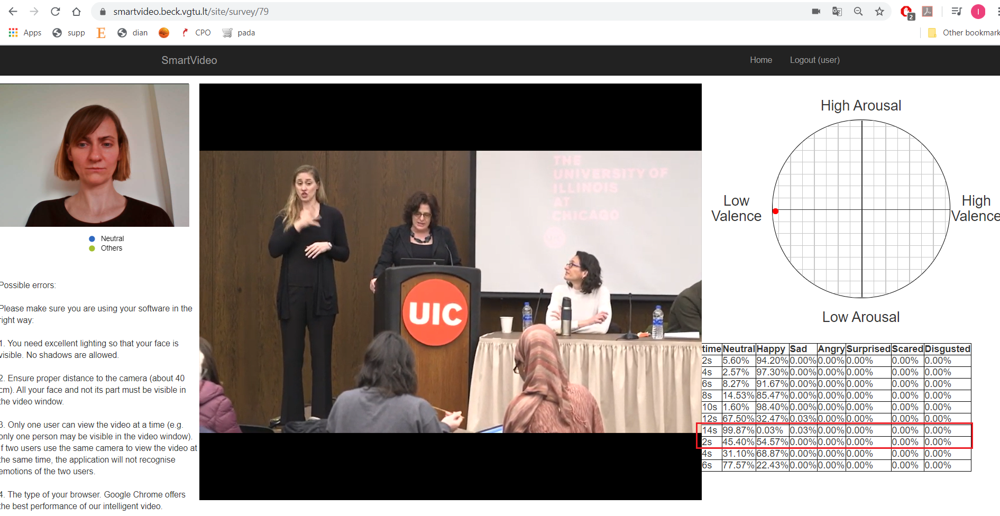 smartvideo.beck.vgtu.lt/site/survey/79
2
I
Apps supp E dian CPO pada Other bookmark
SmartVideo Home Logout (user)
Neutral
Others
Possible errors:
Please make sure you are using your software in the
right way:
1. You need excellent lighting so that your face is
visible. No shadows are allowed.
2. Ensure proper distance to the camera (about 40
cm). All your face and not its part must be visible in
the video window.
3. Only one user can view the video at a time (e.g.
only one person may be visible in the video window).
If two users use the same camera to view the video at
the same time, the application will not recognise
emotions of the two users.
4. The type of your browser. Google Chrome offers
the best performance of our intelligent video.
THE
UNIVERSITY OF
ILLINOIS
AT
CHICAGO
UIC
UIC
High Arousal
Low
Valence
High
Valence
Low Arousal
time Neutral Happy Sad Angry Surprised Scared Disgusted
2s 5.60% 94.20% 0.00% 0.00% 0.00% 0.00% 0.00%
4s 2.57% 97.30% 0.00% 0.00% 0.00% 0.00% 0.00%
6s 8.27% 91.67% 0.00% 0.00% 0.00% 0.00% 0.00%
8s 14.53% 85.47% 0.00% 0.00% 0.00% 0.00% 0.00%
10s 1.60% 98.40% 0.00% 0.00% 0.00% 0.00% 0.00%
12s 67.50% 32.47% 0.03% 0.00% 0.00% 0.00% 0.00%
14s 99.87% 0.03% 0.03% 0.00% 0.00% 0.00% 0.00%
2s 45.40% 54.57% 0.00% 0.00% 0.00% 0.00% 0.00%
4s 31.10% 68.87% 0.00% 0.00% 0.00% 0.00% 0.00%
6s 77.57% 22.43% 0.00% 0.00% 0.00% 0.00% 0.00%